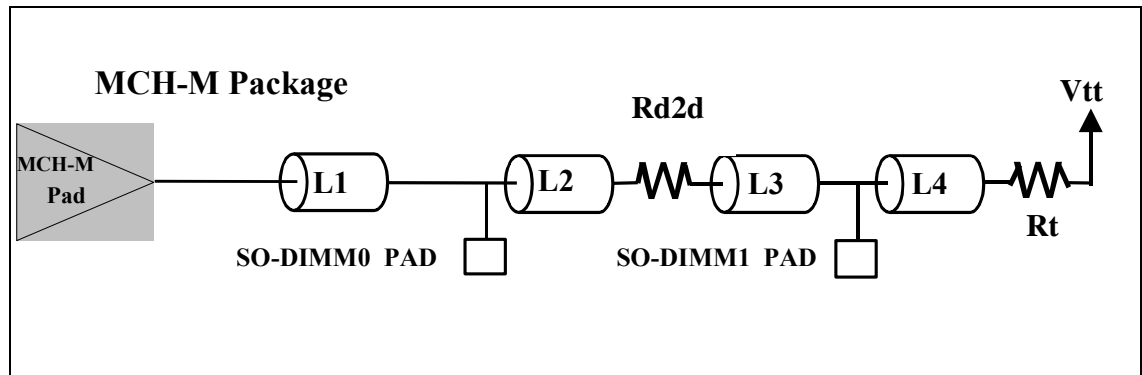 MCH-M Package
Rd2d
Vtt
MCH-M
Pad
L1
L2
L3
L4
Rt
SO-DIMM0 PAD
SO-DIMM1 PAD